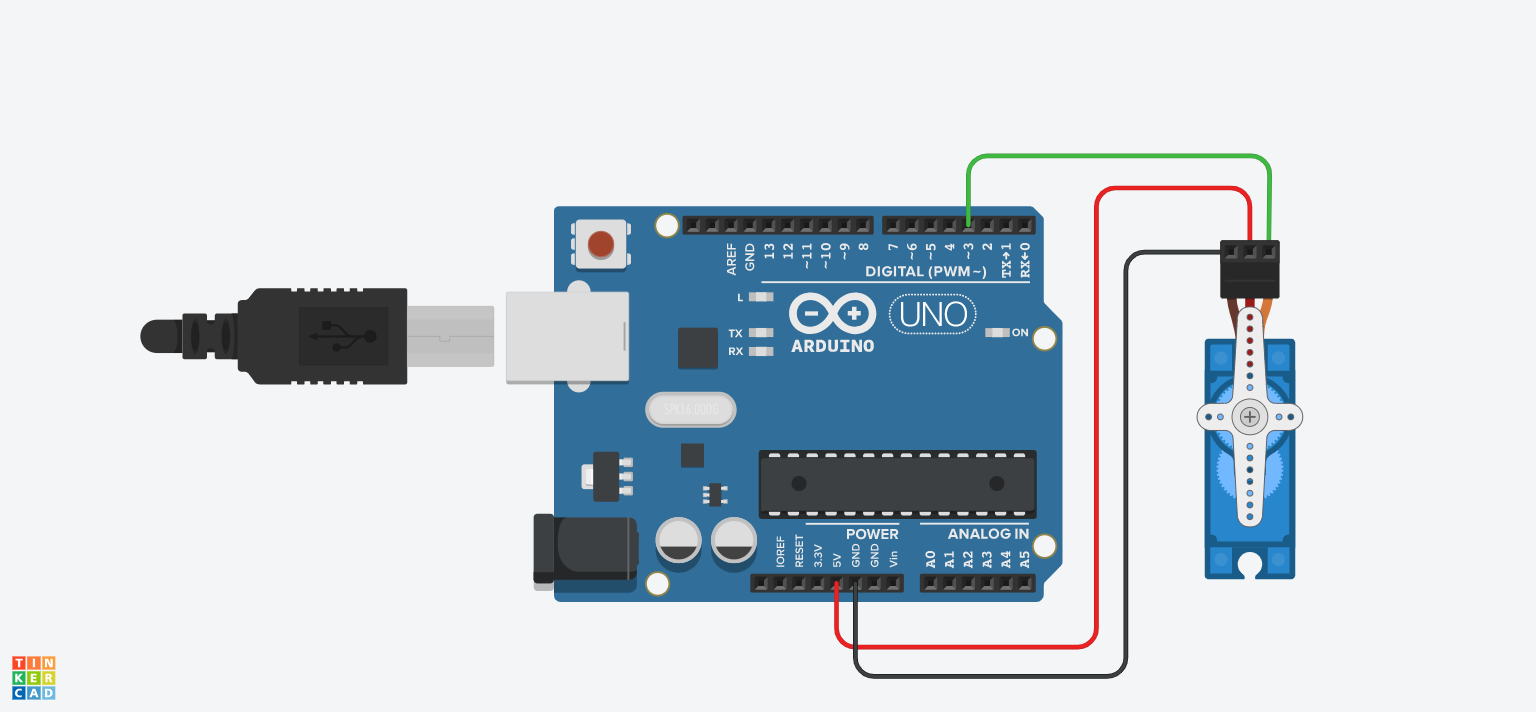 AREF
GND
13
12
~11
~10
~9
8
7
~6
~5
4
~3
2
TX→1
RX←0
DIGITAL (PWM~)
L
TX
RX
UNO
ON
ARDUINO
SPK16.000G
POWER
ANALOG IN
IOREF
RESET
3.3V
5V
GND
GND
Vin
A0
A1
A2
A3
A4
A5
TIN
KER
CAD